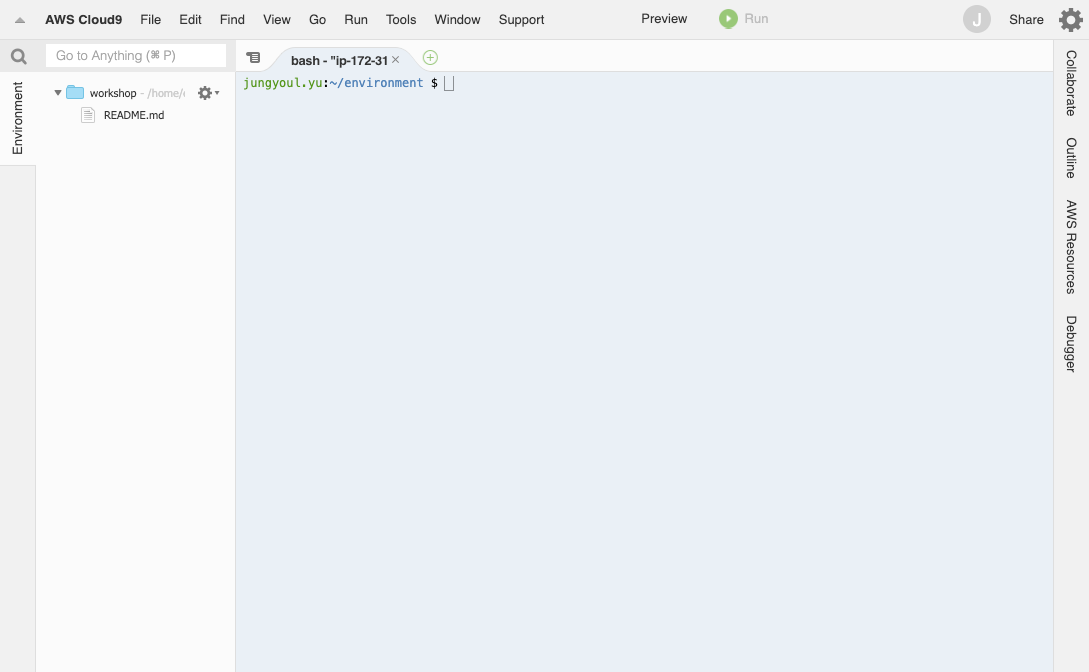 AWS Cloud9 File Edit Find View Go Run Tools Window Support Preview Run J Share
Go to Anything (⌘ P)
bash - "ip-172-31
jungyoul.yu:~/environment $
workshop - /home/
README.md
Environment
Collaborate
Outline
AWS Resources
Debugger